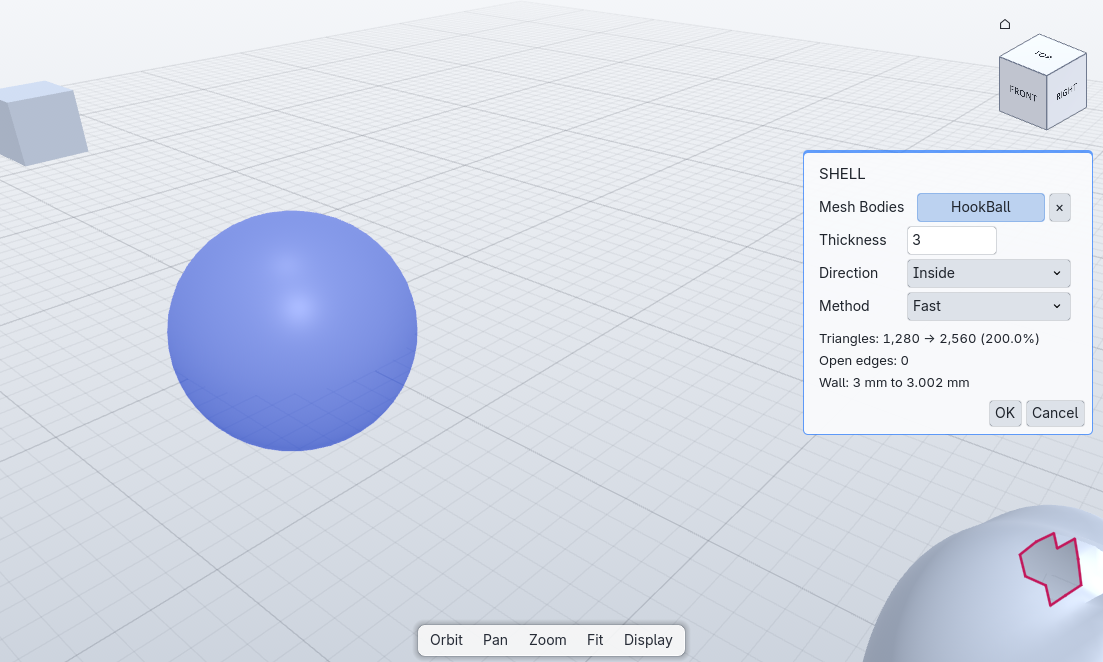 TOP
FRONT
RIGHT
SHELL
Mesh Bodies HookBall ×
Thickness 3
Direction Inside
Method Fast
Triangles: 1,280 → 2,560 (200.0%)
Open edges: 0
Wall: 3 mm to 3.002 mm
OK Cancel
Orbit Pan Zoom Fit Display